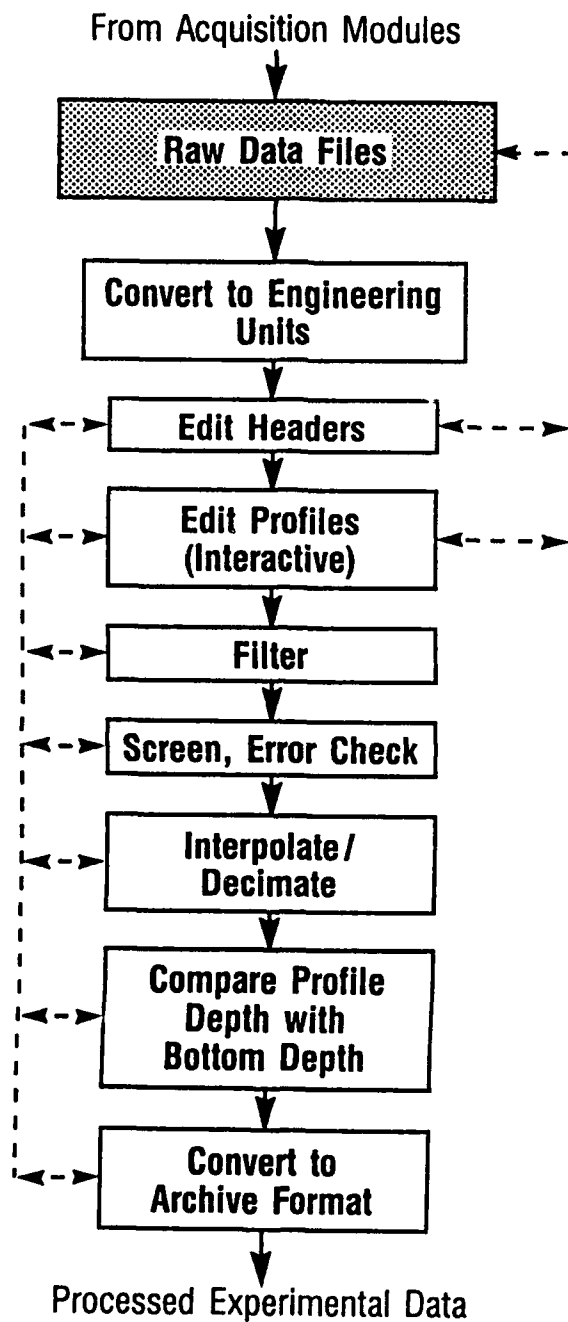 From Acquisition Modules
Raw Data Files
Convert to Engineering
Units
Edit Headers
Edit Profiles
(Interactive)
Filter
Screen, Error Check
Interpolate/
Decimate
Compare Profile
Depth with
Bottom Depth
Convert to
Archive Format
Processed Experimental Data